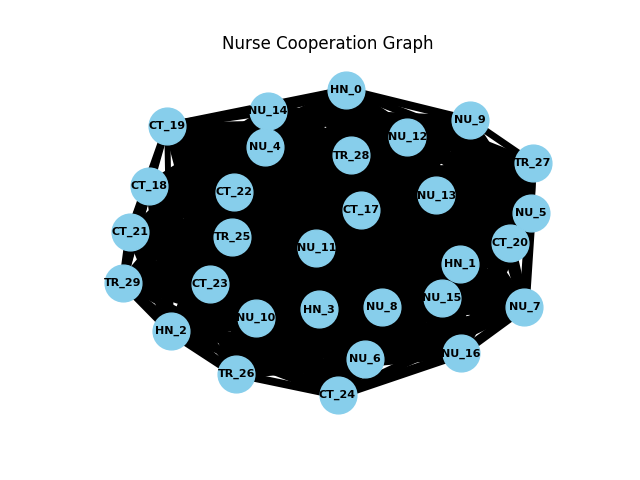 Nurse Cooperation Graph
HN_0
NU_14
NU_9
CT_19
NU_12
NU_4
TR_28
TR_27
CT_18
CT_22
NU_13
CT_17
NU_5
CT_21
TR_25
CT_20
NU_11
HN_1
TR_29
CT_23
NU_15
NU_8
NU_7
HN_3
NU_10
HN_2
NU_16
NU_6
TR_26
CT_24